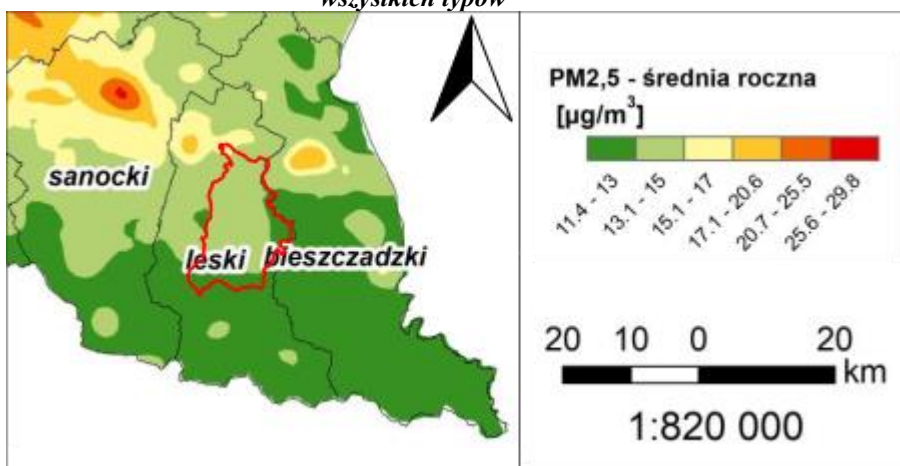 wszystkich typów
sanocki
leski bieszczadzki
PM2,5 - średnia roczna
[µg/m³]
11.4 - 13
13.1 - 15
15.1 - 17
17.1 - 20.6
20.7 - 25.5
25.6 - 29.8
20 10 0 20
km
1:820 000